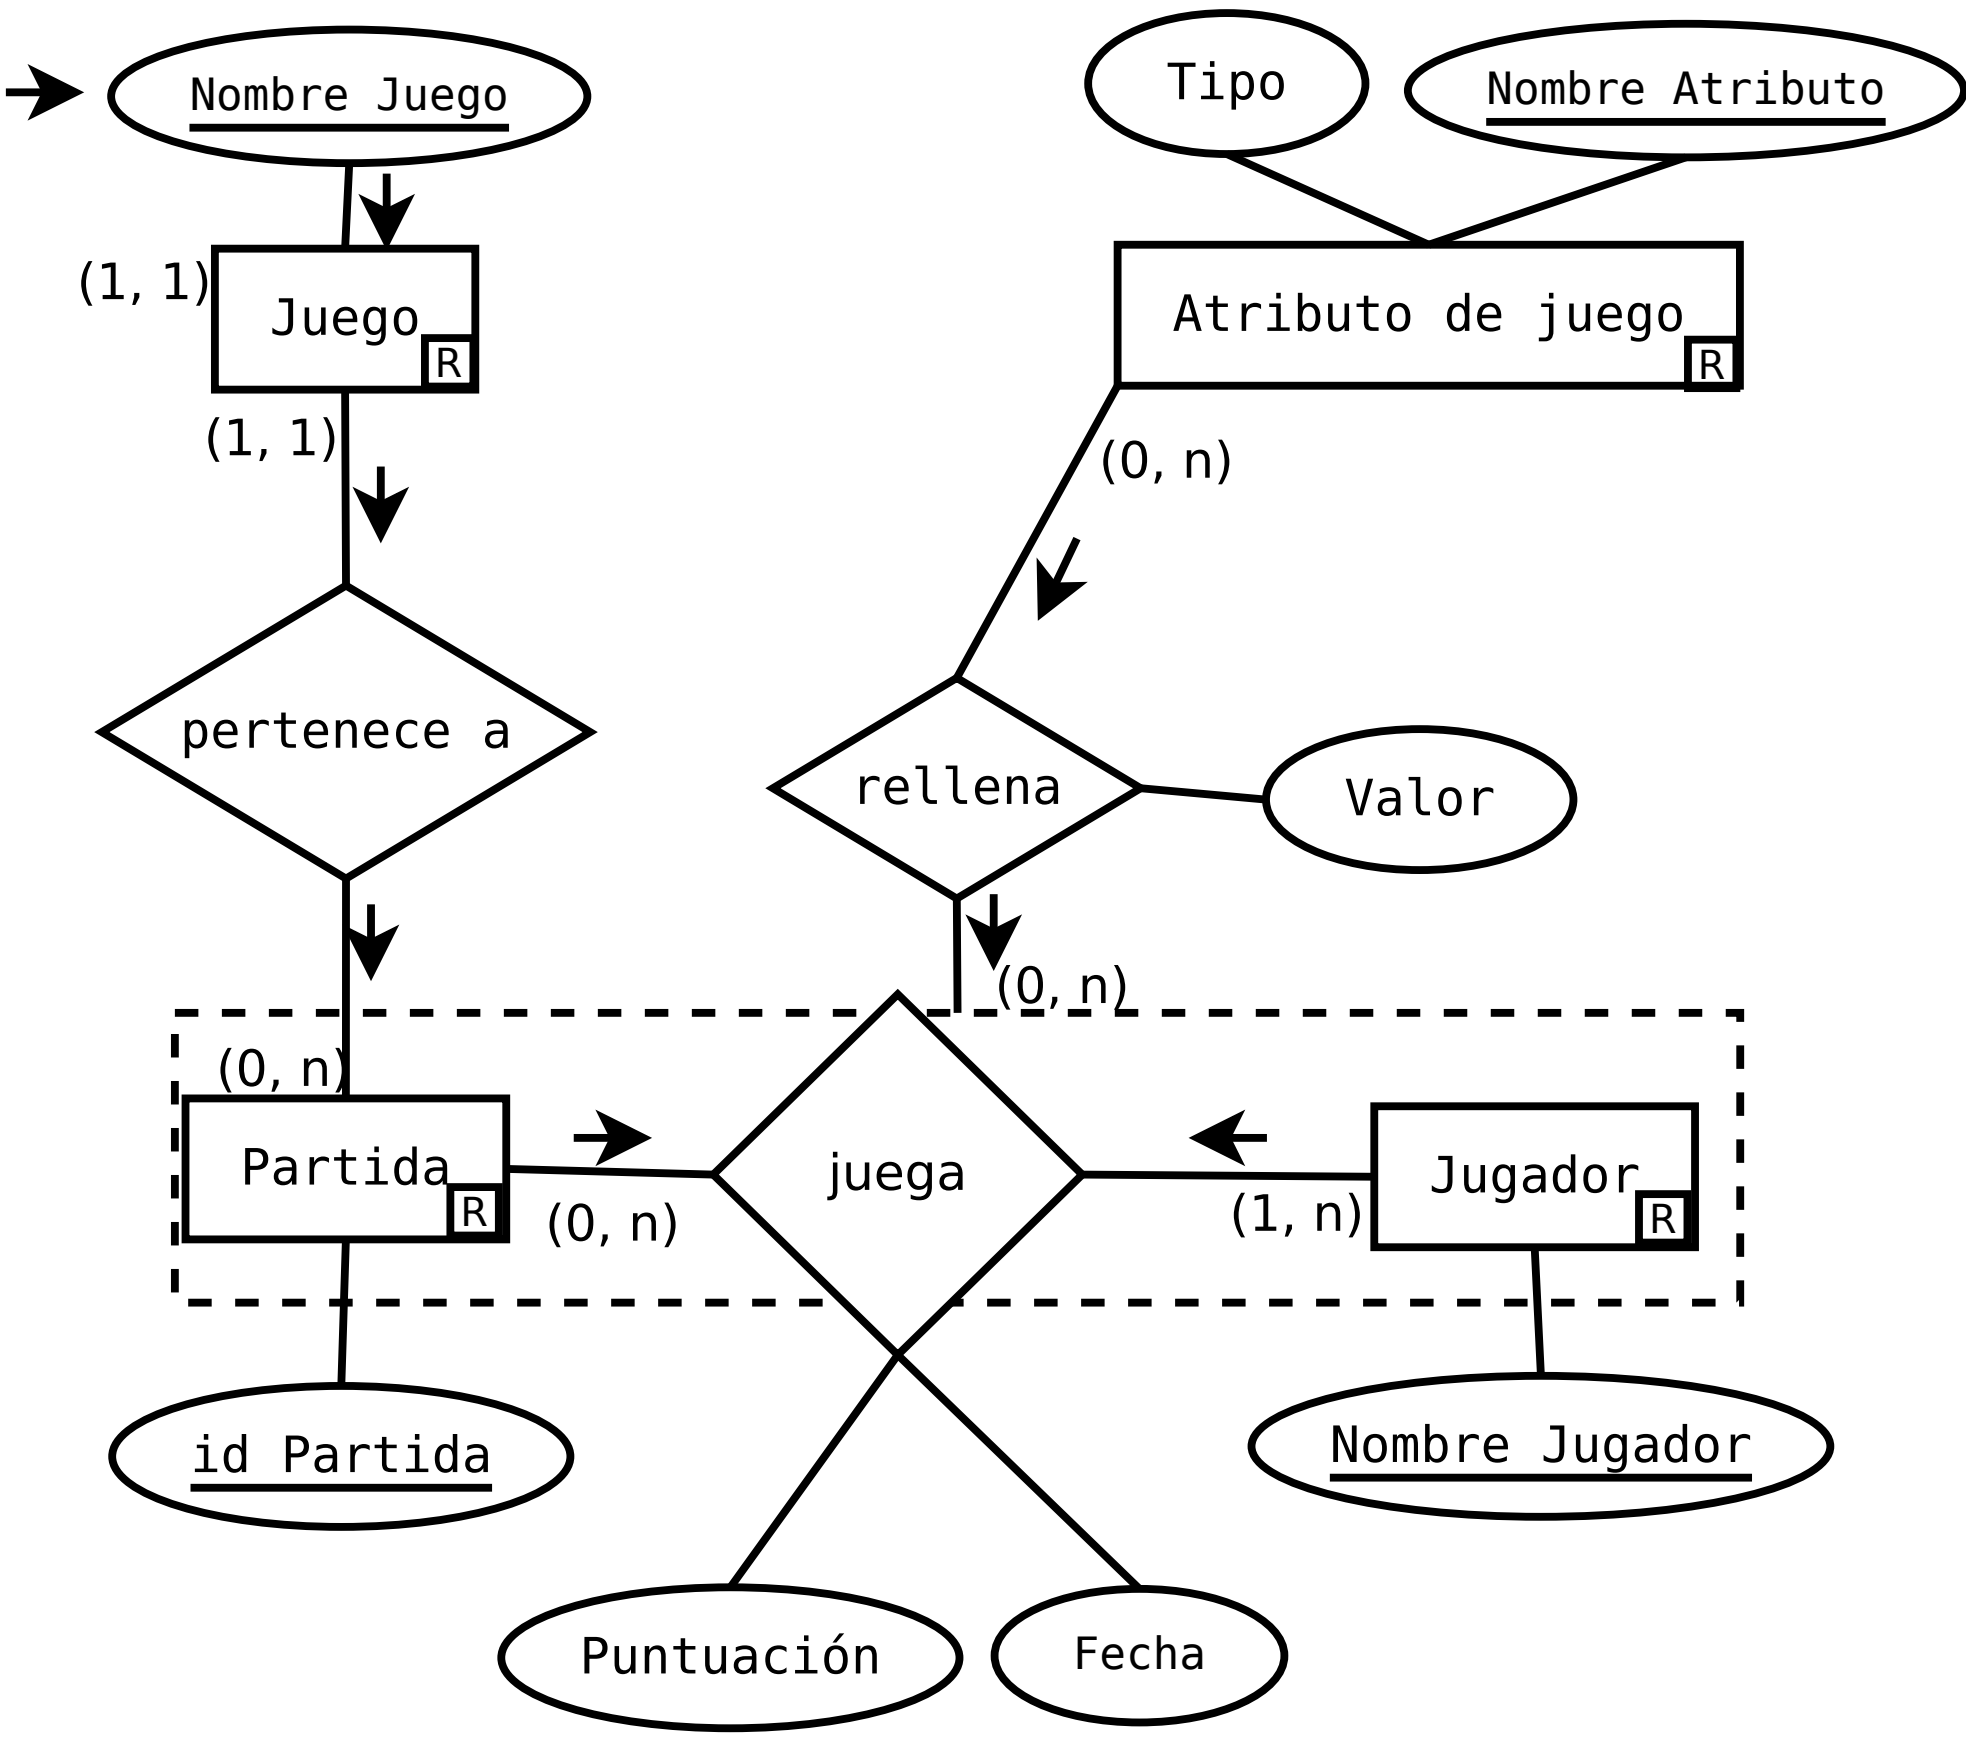 Nombre Juego
Tipo
Nombre Atributo
(1, 1)
Juego
R
Atributo de juego
R
(1, 1)
(0, n)
pertenece a
rellena
Valor
(0, n)
(0, n)
Partida
R
juega
Jugador
R
(0, n)
(1, n)
id Partida
Nombre Jugador
Puntuación
Fecha